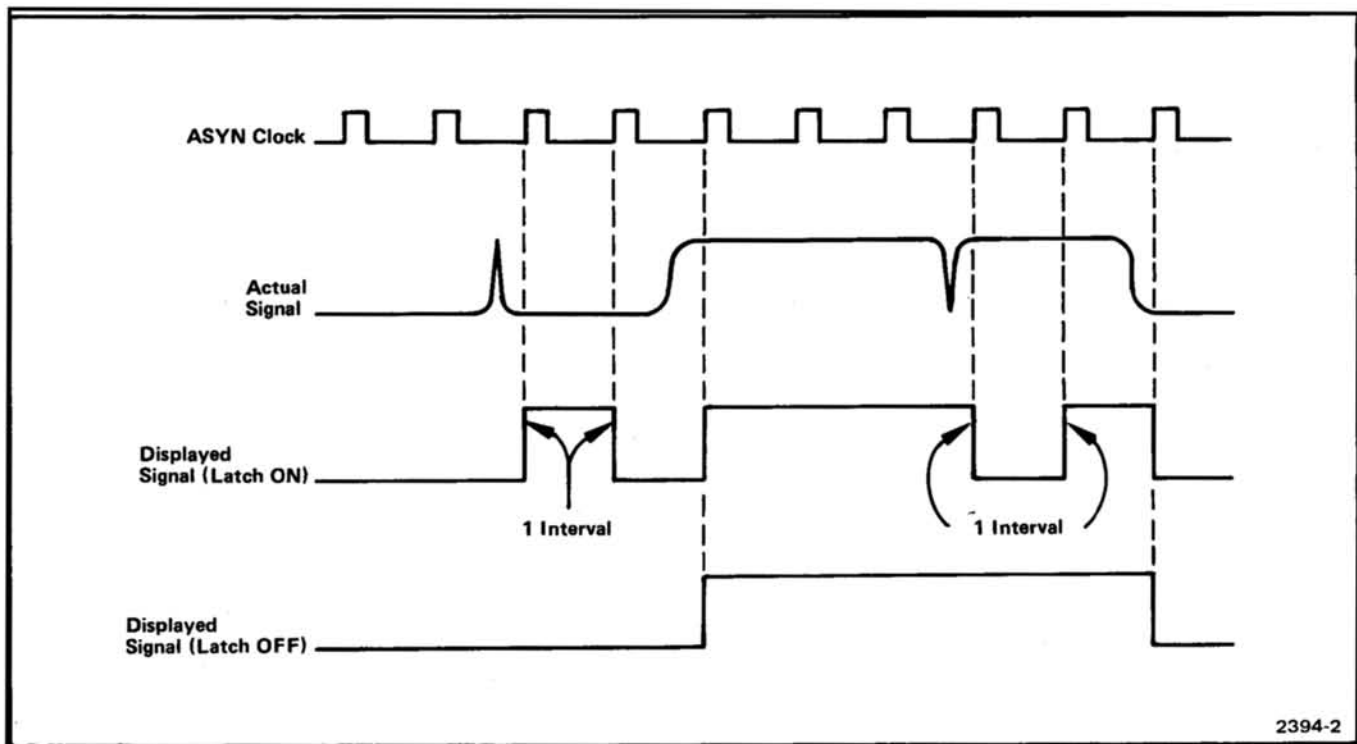 ASYN Clock
Actual
Signal
Displayed
Signal (Latch ON)
1 Interval
1 Interval
Displayed
Signal (Latch OFF)
2394-2